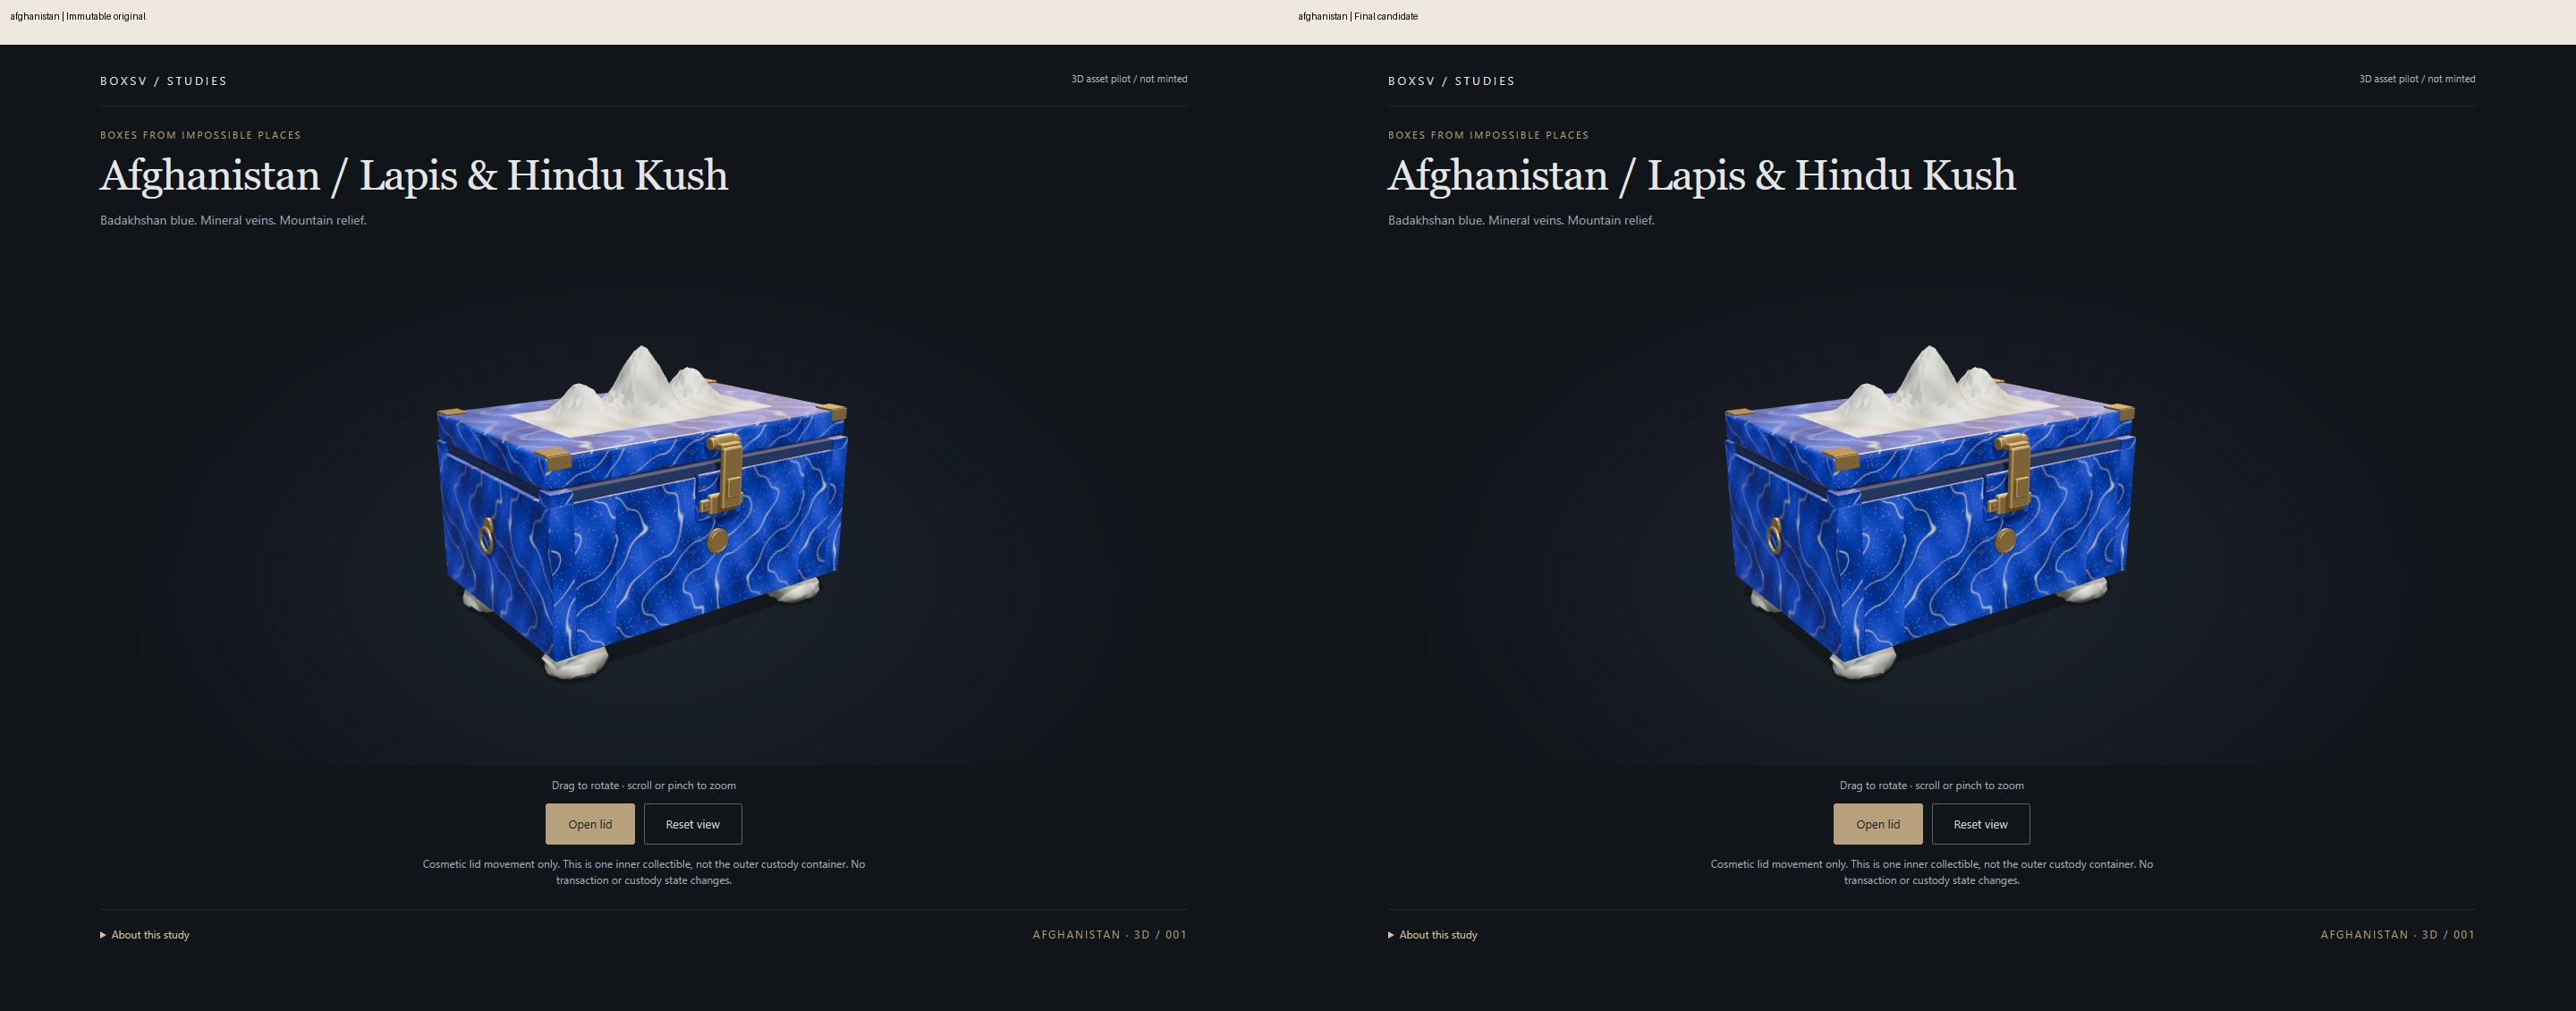 afghanistan | Immutable original
BOXSV / STUDIES
3D asset pilot / not minted
BOXES FROM IMPOSSIBLE PLACES
Afghanistan / Lapis & Hindu Kush
Badakhshan blue. Mineral veins. Mountain relief.
Drag to rotate · scroll or pinch to zoom
Open lid
Reset view
Cosmetic lid movement only. This is one inner collectible, not the outer custody container. No
transaction or custody state changes.
▶ About this study
AFGHANISTAN · 3D / 001
afghanistan | Final candidate
BOXSV / STUDIES
3D asset pilot / not minted
BOXES FROM IMPOSSIBLE PLACES
Afghanistan / Lapis & Hindu Kush
Badakhshan blue. Mineral veins. Mountain relief.
Drag to rotate · scroll or pinch to zoom
Open lid
Reset view
Cosmetic lid movement only. This is one inner collectible, not the outer custody container. No
transaction or custody state changes.
▶ About this study
AFGHANISTAN · 3D / 001